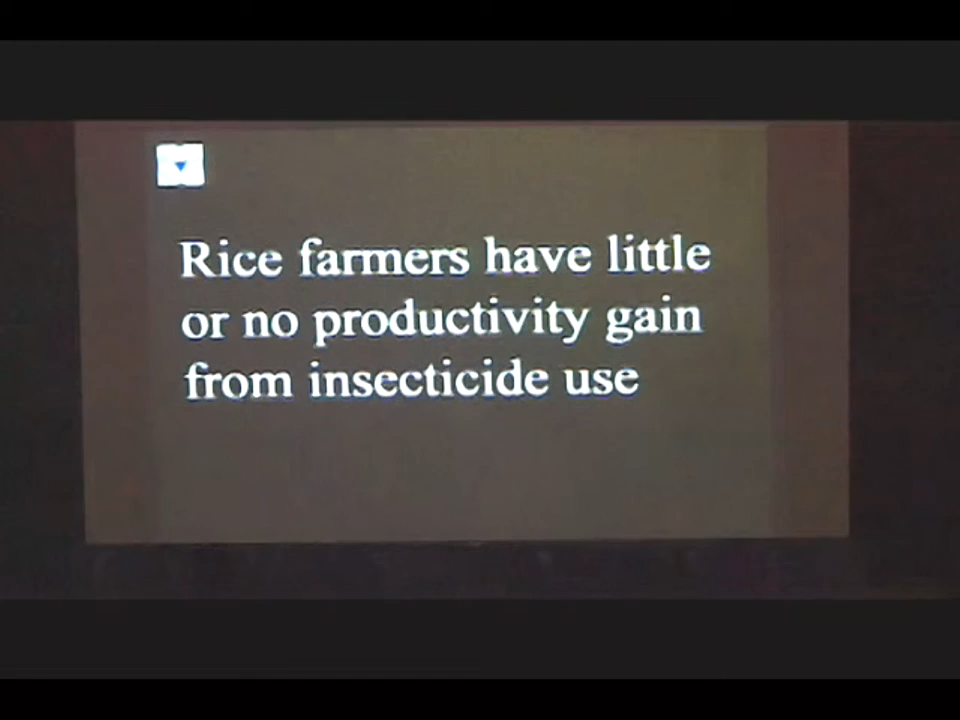 Rice farmers have little
or no productivity gain
from insecticide use